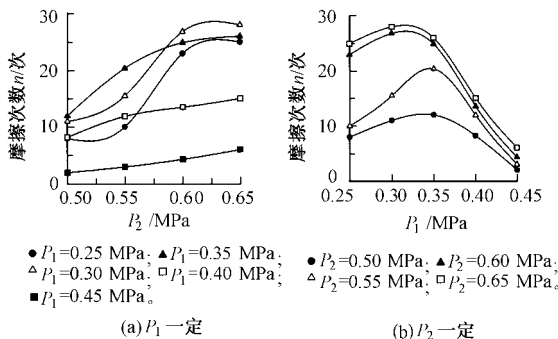 30
20
10
0
摩擦次数n/次
0.50 0.55 0.60 0.65
P₂ /MPa
●P₁=0.25 MPa; ▲P₁=0.35 MPa;
△P₁=0.30 MPa; □P₁=0.40 MPa;
■P₁=0.45 MPa。
(a) P₁ 一定
30
20
10
0
摩擦次数n/次
0.25 0.30 0.35 0.40 0.45
P₁ /MPa
●P₂=0.50 MPa; ▲P₂=0.60 MPa;
△P₂=0.55 MPa; □P₂=0.65 MPa;
(b) P₂ 一定